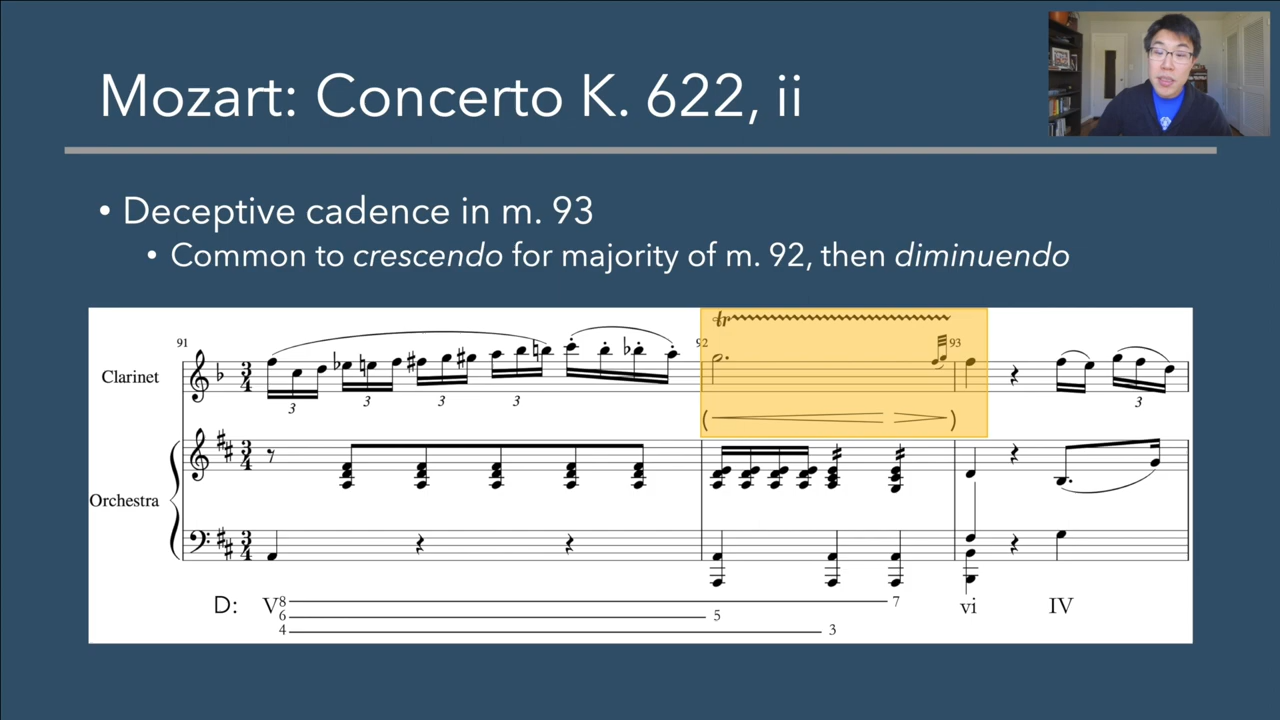 Mozart: Concerto K. 622, ii
• Deceptive cadence in m. 93
• Common to crescendo for majority of m. 92, then diminuendo
91 92 tr 93
Clarinet
3 3 3 3 3
Orchestra
D: V 8 7 vi IV
6 5
4 3